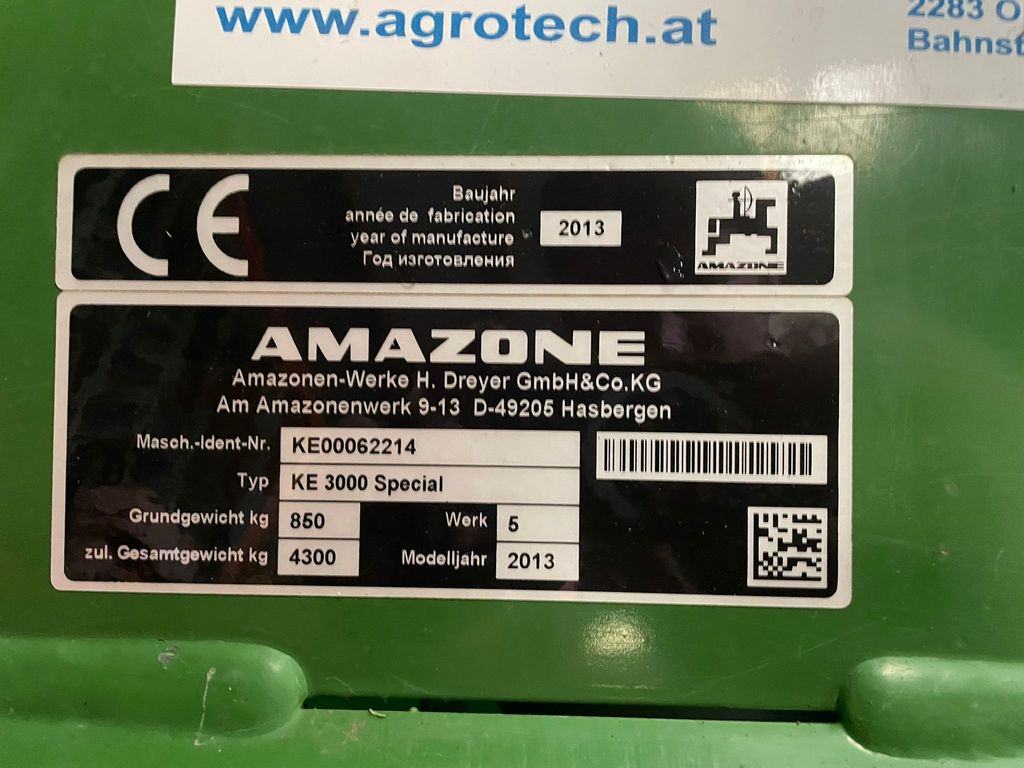 www.agrotech.at
2283 O
Bahnst
CE
Baujahr
année de fabrication
year of manufacture
Год изготовления
2013
AMAZONE
AMAZONE
Amazonen-Werke H. Dreyer GmbH&Co.KG
Am Amazonenwerk 9-13 D-49205 Hasbergen
Masch.-Ident-Nr. KE00062214
Typ KE 3000 Special
Grundgewicht kg 850 Werk 5
zul. Gesamtgewicht kg 4300 Modelljahr 2013